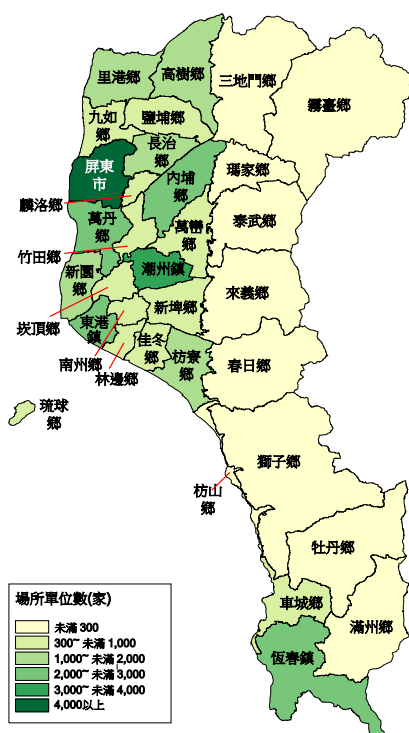 里港鄉
高樹鄉
三地門鄉
霧臺鄉
九如
鄉
鹽埔鄉
長治
鄉
屏東
市
內埔
鄉
瑪家鄉
麟洛鄉
萬丹
鄉
萬巒
鄉
泰武鄉
竹田鄉
新園
鄉
潮州鎮
來義鄉
崁頂鄉
東港
鎮
新埤鄉
南州鄉
林邊鄉
佳冬
鄉
枋寮
鄉
春日鄉
琉球
鄉
獅子鄉
枋山
鄉
牡丹鄉
車城鄉
滿州鄉
恆春鎮
場所單位數(家)
未滿 300
300~ 未滿 1,000
1,000~ 未滿 2,000
2,000~ 未滿 3,000
3,000~ 未滿 4,000
4,000以上